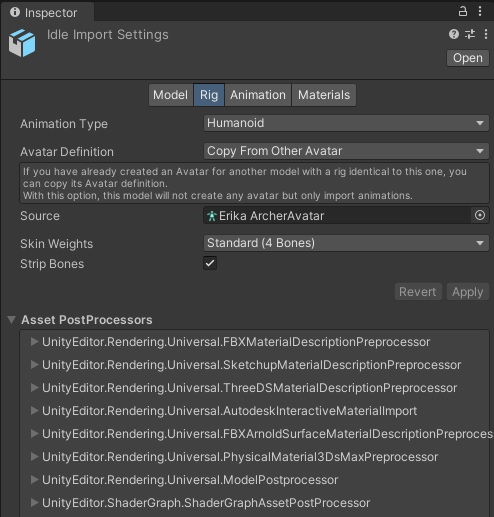 Inspector
Idle Import Settings
Open
Model Rig Animation Materials
Animation Type Humanoid
Avatar Definition Copy From Other Avatar
If you have already created an Avatar for another model with a rig identical to this one, you
can copy its Avatar definition.
With this option, this model will not create any avatar but only import animations.
Source Erika ArcherAvatar
Skin Weights Standard (4 Bones)
Strip Bones
Revert Apply
Asset PostProcessors
UnityEditor.Rendering.Universal.FBXMaterialDescriptionPreprocessor
UnityEditor.Rendering.Universal.SketchupMaterialDescriptionPreprocessor
UnityEditor.Rendering.Universal.ThreeDSMaterialDescriptionPreprocessor
UnityEditor.Rendering.Universal.AutodeskInteractiveMaterialImport
UnityEditor.Rendering.Universal.FBXArnoldSurfaceMaterialDescriptionPreproces
UnityEditor.Rendering.Universal.PhysicalMaterial3DsMaxPreprocessor
UnityEditor.Rendering.Universal.ModelPostprocessor
UnityEditor.ShaderGraph.ShaderGraphAssetPostProcessor